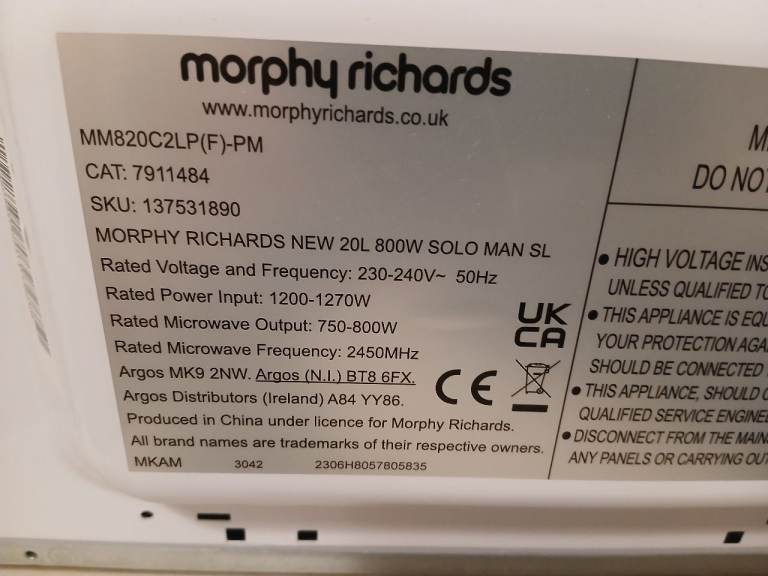 morphy richards
www.morphyrichards.co.uk
MM820C2LP(F)-PM
CAT: 7911484
SKU: 137531890
MORPHY RICHARDS NEW 20L 800W SOLO MAN SL
Rated Voltage and Frequency: 230-240V~ 50Hz
Rated Power Input: 1200-1270W
Rated Microwave Output: 750-800W
Rated Microwave Frequency: 2450MHz
Argos MK9 2NW. Argos (N.I.) BT8 6FX.
Argos Distributors (Ireland) A84 YY86.
Produced in China under licence for Morphy Richards.
All brand names are trademarks of their respective owners.
MKAM 3042 2306H8057805835
UK
CA
CE
DO NO
• HIGH VOLTAGE INS
UNLESS QUALIFIED TO
• THIS APPLIANCE IS EQU
YOUR PROTECTION AGA
SHOULD BE CONNECTED
• THIS APPLIANCE, SHOULD
QUALIFIED SERVICE ENGINE
• DISCONNECT FROM THE MAIN
ANY PANELS OR CARRYING OU